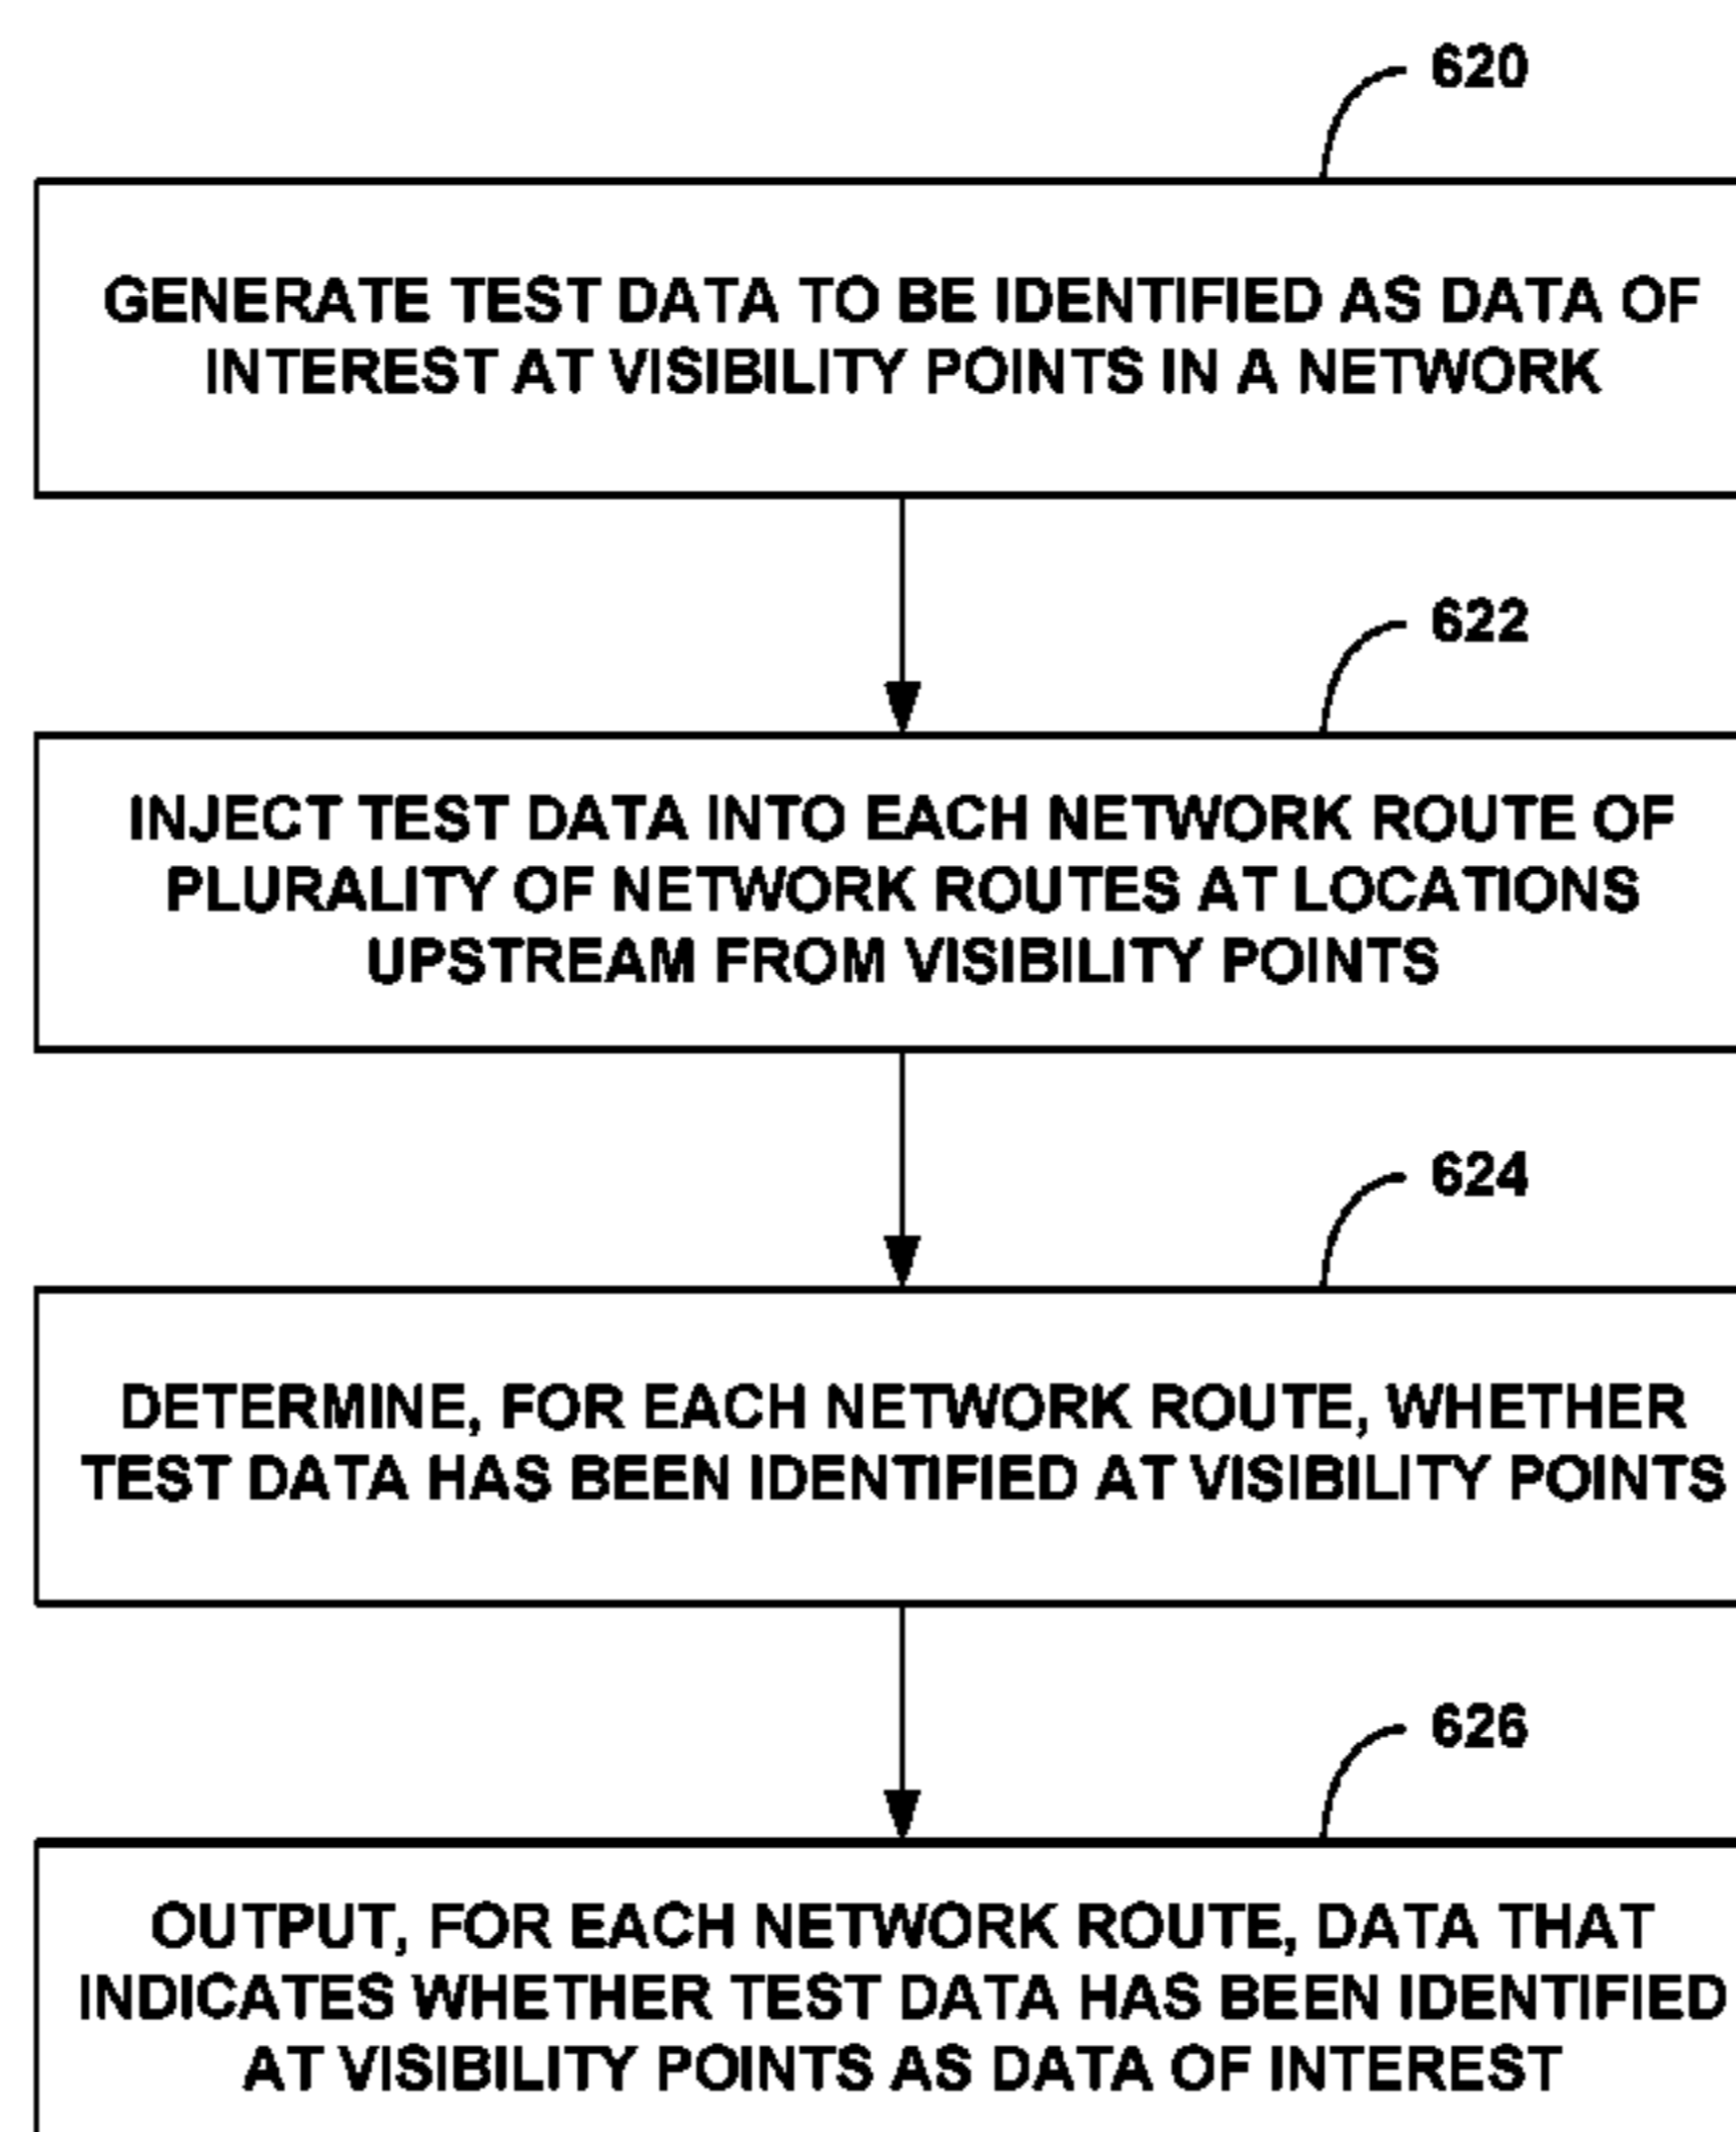 620
GENERATE TEST DATA TO BE IDENTIFIED AS DATA OF
INTEREST AT VISIBILITY POINTS IN A NETWORK
622
INJECT TEST DATA INTO EACH NETWORK ROUTE OF
PLURALITY OF NETWORK ROUTES AT LOCATIONS
UPSTREAM FROM VISIBILITY POINTS
624
DETERMINE, FOR EACH NETWORK ROUTE, WHETHER
TEST DATA HAS BEEN IDENTIFIED AT VISIBILITY POINTS
626
OUTPUT, FOR EACH NETWORK ROUTE, DATA THAT
INDICATES WHETHER TEST DATA HAS BEEN IDENTIFIED
AT VISIBILITY POINTS AS DATA OF INTEREST